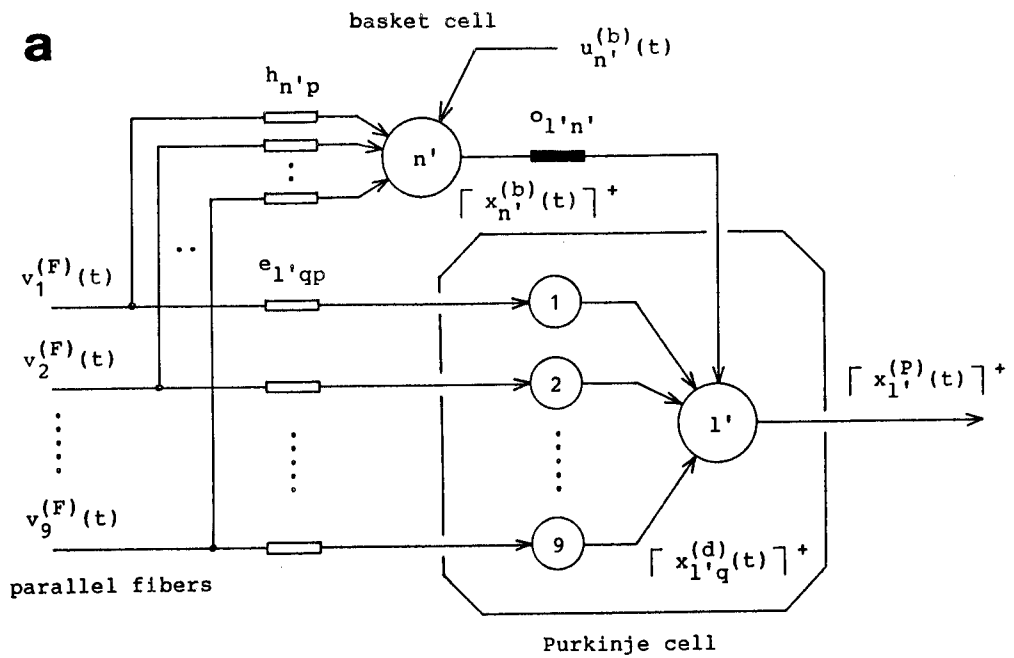 a
basket cell
u_{n'}^{(b)}(t)
h_{n'p}
o_{l'n'}
n'
⌈ x_{n'}^{(b)}(t) ⌉^+
v_1^{(F)}(t)
e_{l'qp}
1
v_2^{(F)}(t)
2
⌈ x_{l'}^{(P)}(t) ⌉^+
l'
v_9^{(F)}(t)
9
⌈ x_{l'q}^{(d)}(t) ⌉^+
parallel fibers
Purkinje cell